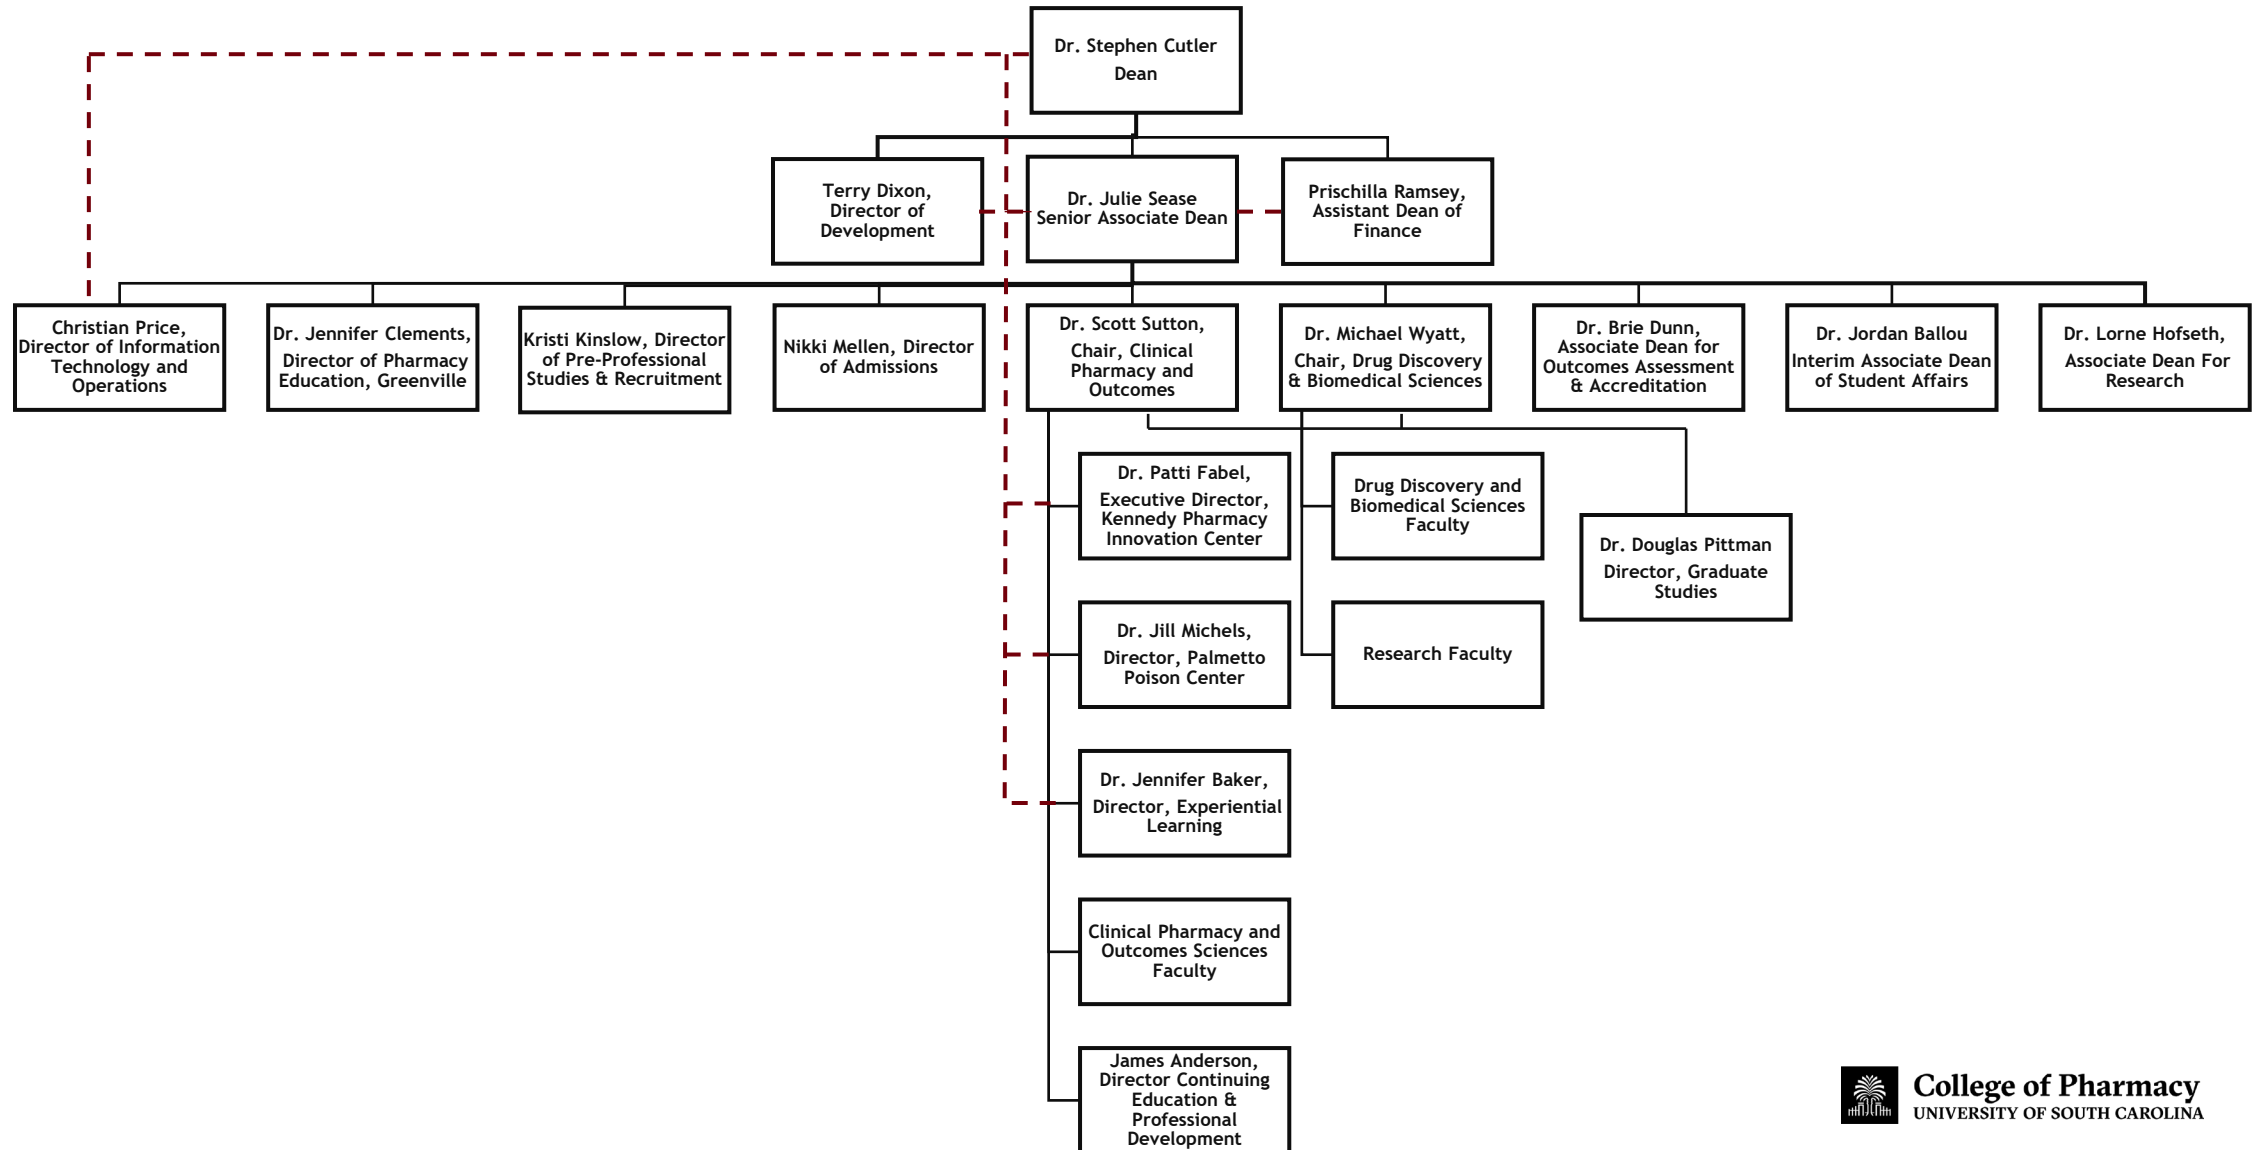 Dr. Stephen Cutler
Dean
Terry Dixon,
Director of
Development
Dr. Julie Sease
Senior Associate Dean
Prischilla Ramsey,
Assistant Dean of
Finance
Christian Price,
Director of Information
Technology and
Operations
Dr. Jennifer Clements,
Director of Pharmacy
Education, Greenville
Kristi Kinslow, Director
of Pre-Professional
Studies & Recruitment
Nikki Mellen, Director
of Admissions
Dr. Scott Sutton,
Chair, Clinical
Pharmacy and
Outcomes
Dr. Michael Wyatt,
Chair, Drug Discovery
& Biomedical Sciences
Dr. Brie Dunn,
Associate Dean for
Outcomes Assessment
& Accreditation
Dr. Jordan Ballou
Interim Associate Dean
of Student Affairs
Dr. Lorne Hofseth,
Associate Dean For
Research
Dr. Patti Fabel,
Executive Director,
Kennedy Pharmacy
Innovation Center
Drug Discovery and
Biomedical Sciences
Faculty
Dr. Douglas Pittman
Director, Graduate
Studies
Dr. Jill Michels,
Director, Palmetto
Poison Center
Research Faculty
Dr. Jennifer Baker,
Director, Experiential
Learning
Clinical Pharmacy and
Outcomes Sciences
Faculty
James Anderson,
Director Continuing
Education &
Professional
Development
College of Pharmacy
UNIVERSITY OF SOUTH CAROLINA